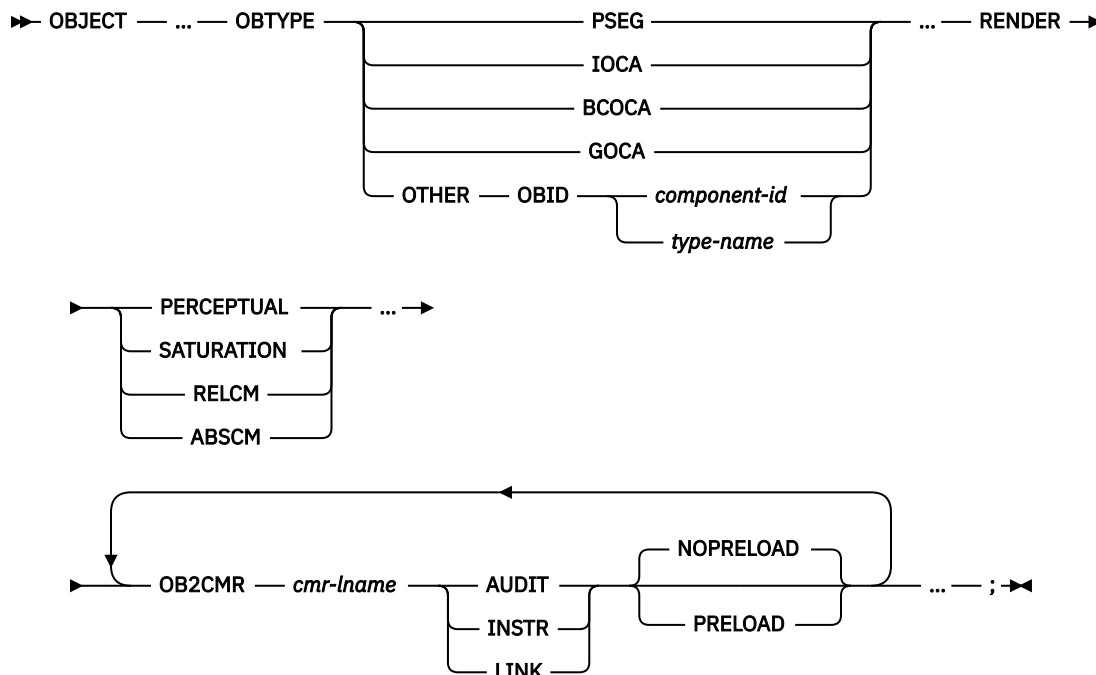 OBJECT ... OBTYPE PSEG ... RENDER
IOCA
BCOCA
GOCA
OTHER OBID component-id
type-name
PERCEPTUAL ...
SATURATION
RELCM
ABSCM
NOPRELOAD
OB2CMR cmr-lname AUDIT ... ;
INSTR PRELOAD
LINK